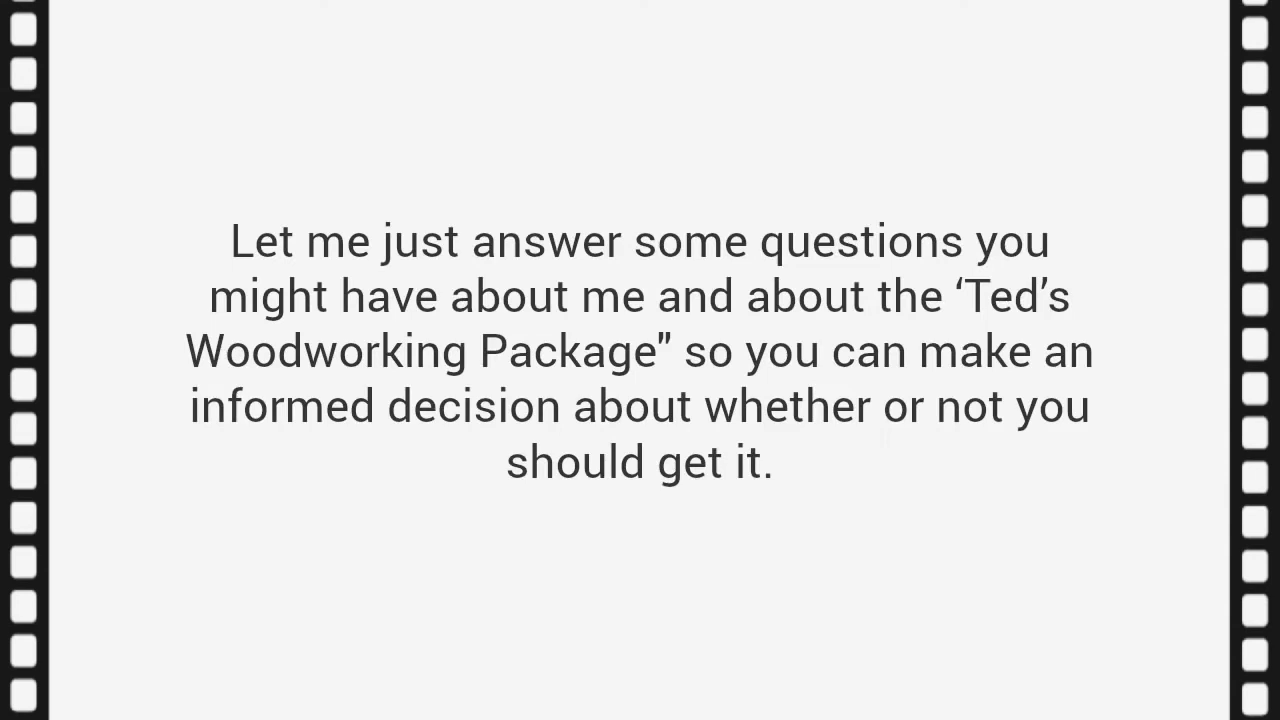 Let me just answer some questions you
might have about me and about the ‘Ted’s
Woodworking Package" so you can make an
informed decision about whether or not you
should get it.